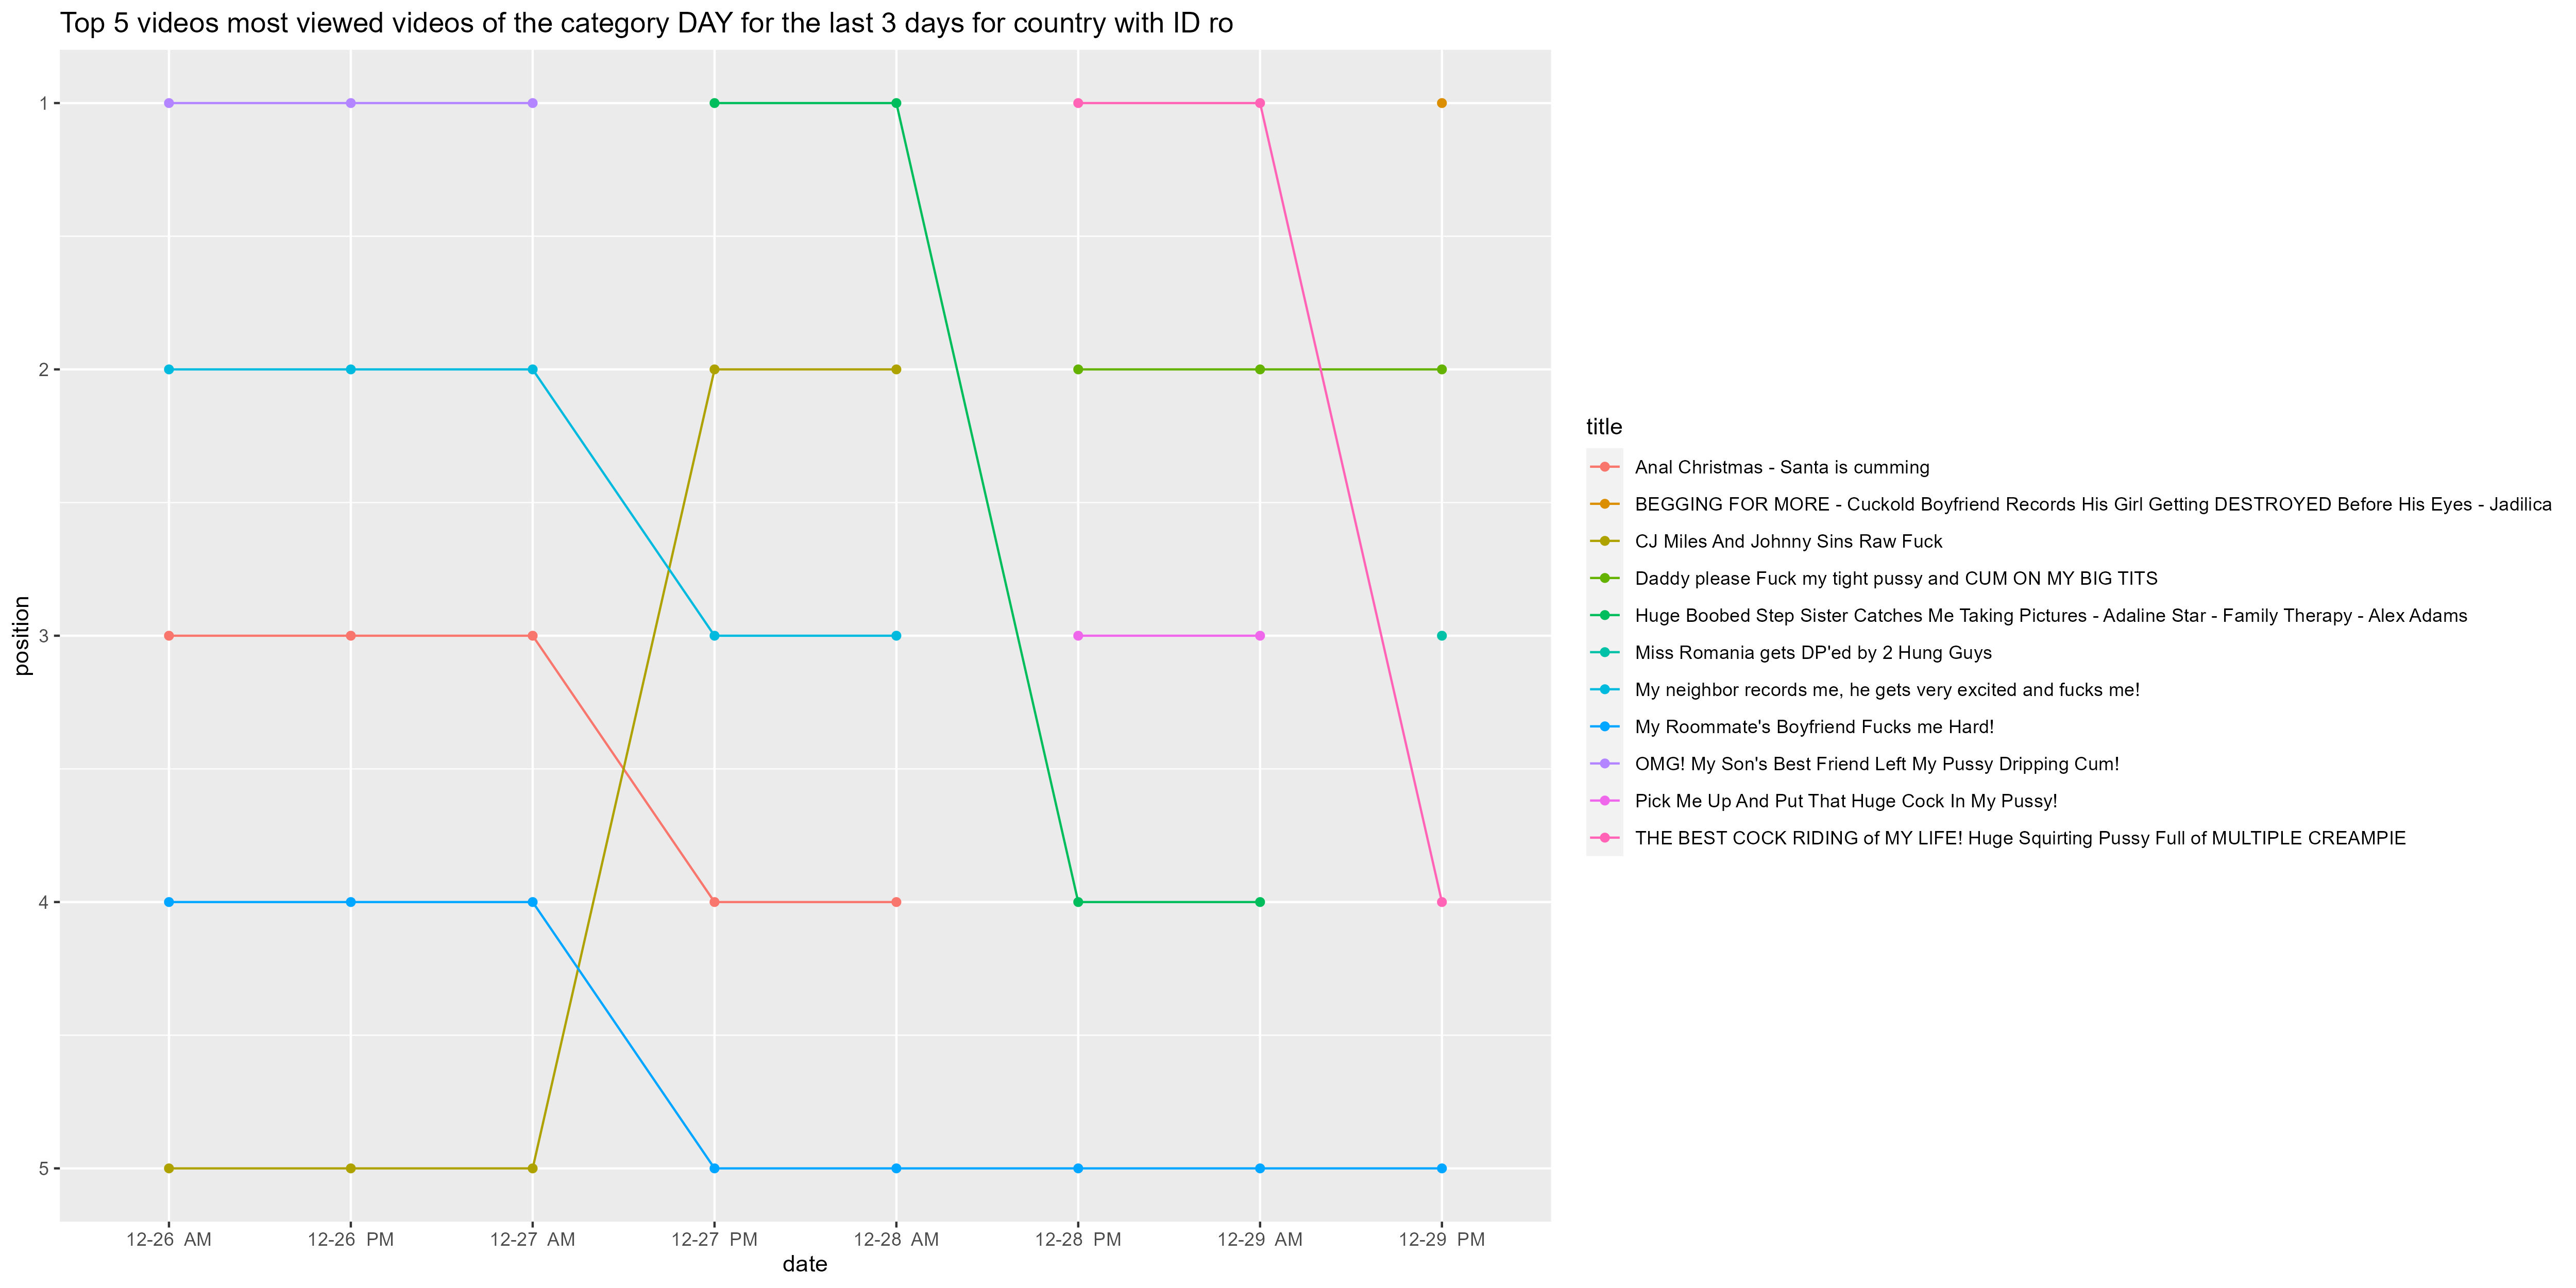 Top 5 videos most viewed videos of the category DAY for the last 3 days for country with ID ro
position
1
2
3
4
5
12-26 AM
12-26 PM
12-27 AM
12-27 PM
12-28 AM
12-28 PM
12-29 AM
12-29 PM
date
title
Anal Christmas - Santa is cumming
BEGGING FOR MORE - Cuckold Boyfriend Records His Girl Getting DESTROYED Before His Eyes - Jadilica
CJ Miles And Johnny Sins Raw Fuck
Daddy please Fuck my tight pussy and CUM ON MY BIG TITS
Huge Boobed Step Sister Catches Me Taking Pictures - Adaline Star - Family Therapy - Alex Adams
Miss Romania gets DP'ed by 2 Hung Guys
My neighbor records me, he gets very excited and fucks me!
My Roommate's Boyfriend Fucks me Hard!
OMG! My Son's Best Friend Left My Pussy Dripping Cum!
Pick Me Up And Put That Huge Cock In My Pussy!
THE BEST COCK RIDING of MY LIFE! Huge Squirting Pussy Full of MULTIPLE CREAMPIE